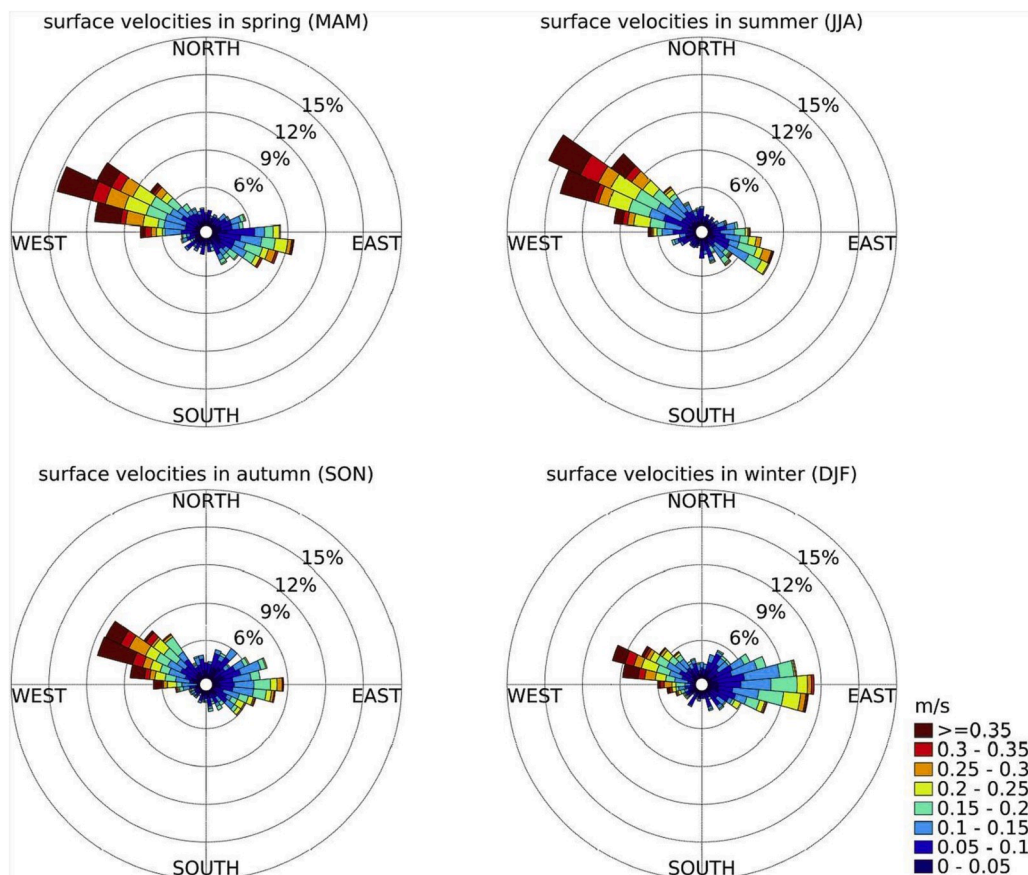 surface velocities in spring (MAM)
NORTH
15%
12%
9%
6%
WEST
EAST
SOUTH
surface velocities in summer (JJA)
NORTH
15%
12%
9%
6%
WEST
EAST
SOUTH
surface velocities in autumn (SON)
NORTH
15%
12%
9%
6%
WEST
EAST
SOUTH
surface velocities in winter (DJF)
NORTH
15%
12%
9%
6%
WEST
EAST
SOUTH
m/s
>=0.35
0.3 - 0.35
0.25 - 0.3
0.2 - 0.25
0.15 - 0.2
0.1 - 0.15
0.05 - 0.1
0 - 0.05